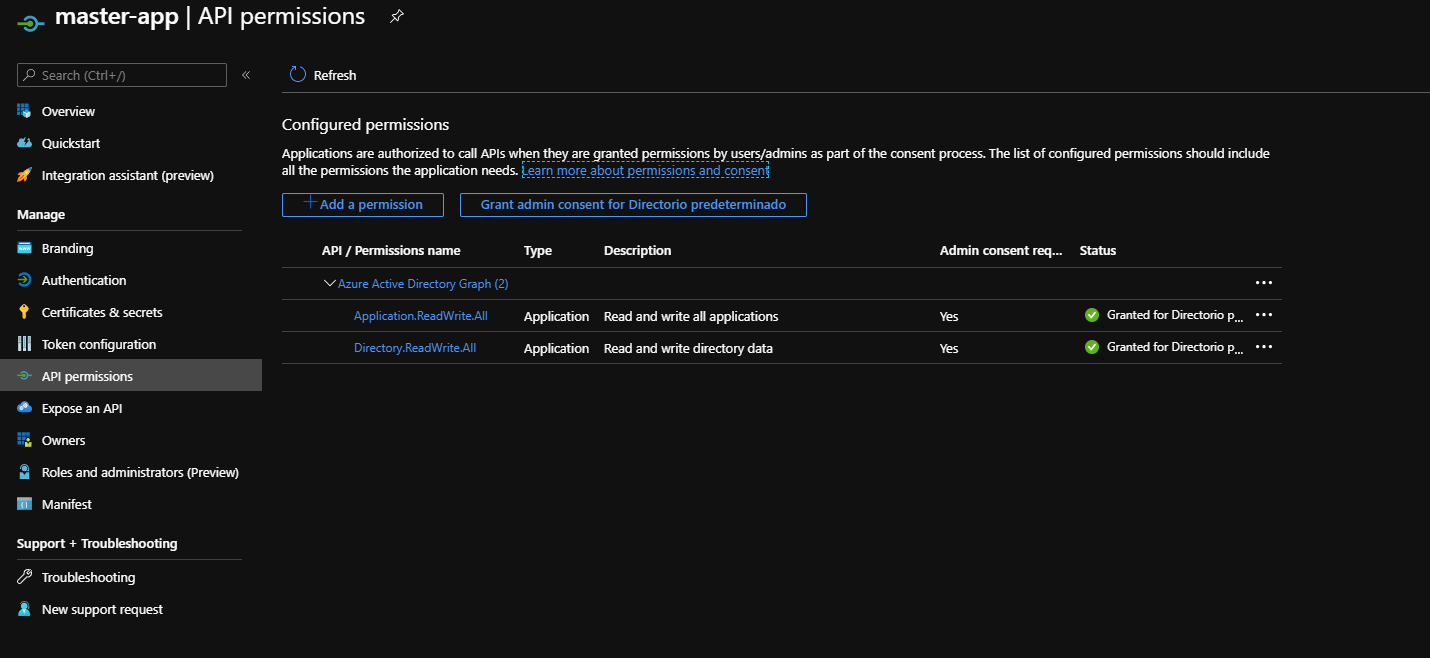 master-app | API permissions
Search (Ctrl+/)
«
Overview
Quickstart
Integration assistant (preview)
Manage
Branding
Authentication
Certificates & secrets
Token configuration
API permissions
Expose an API
Owners
Roles and administrators (Preview)
Manifest
Support + Troubleshooting
Troubleshooting
New support request
Refresh
Configured permissions
Applications are authorized to call APIs when they are granted permissions by users/admins as part of the consent process. The list of configured permissions should include
all the permissions the application needs. Learn more about permissions and consent
+ Add a permission
Grant admin consent for Directorio predeterminado
API / Permissions name Type Description Admin consent req... Status
Azure Active Directory Graph (2) ...
Application.ReadWrite.All Application Read and write all applications Yes Granted for Directorio p... ...
Directory.ReadWrite.All Application Read and write directory data Yes Granted for Directorio p... ...